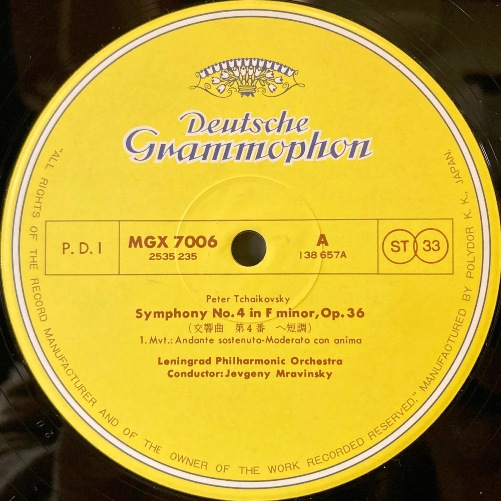 Deutsche
Grammophon
P.D.I
MGX 7006
2535 235
A
138 657A
ST 33
Peter Tchaikovsky
Symphony No.4 in F minor, Op.36
(交響曲 第4番 ヘ短調)
1. Mvt.: Andante sostenuto-Moderato con anima
Leningrad Philharmonic Orchestra
Conductor: Jevgeny Mravinsky
"ALL RIGHTS OF THE RECORD MANUFACTURER AND OF THE OWNER OF THE WORK RECORDED RESERVED." MANUFACTURED BY POLYDOR K. K., JAPAN.